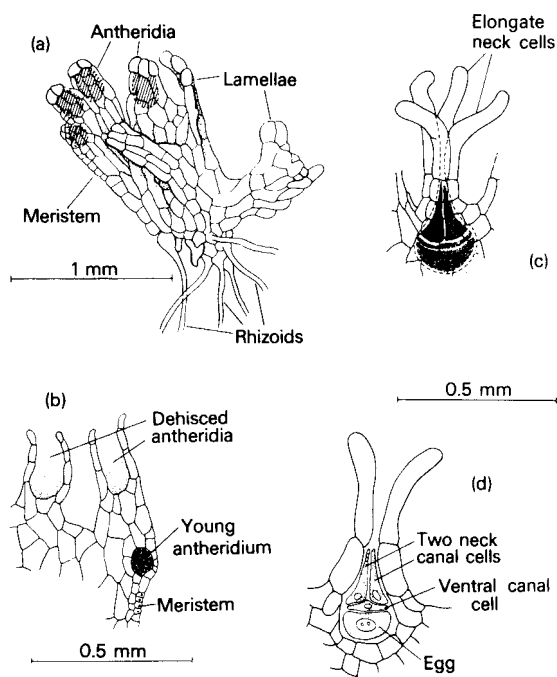 (a)
Antheridia
Lamellae
Meristem
1 mm
Rhizoids
Elongate
neck cells
(c)
(b)
Dehisced
antheridia
Young
antheridium
Meristem
0.5 mm
0.5 mm
(d)
Two neck
canal cells
Ventral canal
cell
Egg